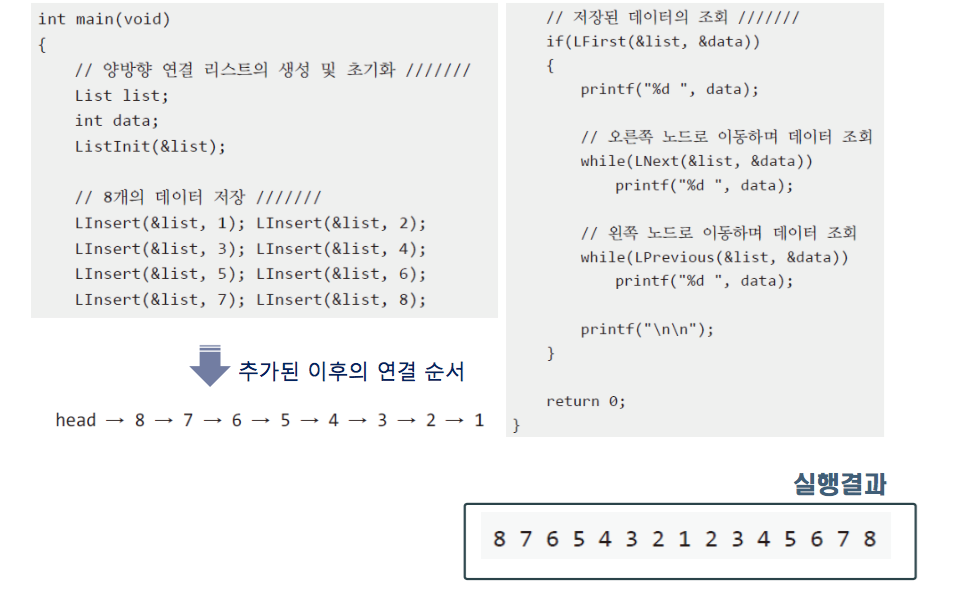 int main(void)
{
    // 양방향 연결 리스트의 생성 및 초기화 ///////
    List list;
    int data;
    ListInit(&list);
    // 8개의 데이터 저장 ///////
    LInsert(&list, 1); LInsert(&list, 2);
    LInsert(&list, 3); LInsert(&list, 4);
    LInsert(&list, 5); LInsert(&list, 6);
    LInsert(&list, 7); LInsert(&list, 8);
추가된 이후의 연결 순서
head → 8 → 7 → 6 → 5 → 4 → 3 → 2 → 1
    // 저장된 데이터의 조회 ///////
    if(LFirst(&list, &data))
    {
        printf("%d ", data);
        // 오른쪽 노드로 이동하며 데이터 조회
        while(LNext(&list, &data))
            printf("%d ", data);
        // 왼쪽 노드로 이동하며 데이터 조회
        while(LPrevious(&list, &data))
            printf("%d ", data);
        printf("\n\n");
    }
    return 0;
}
실행결과
8 7 6 5 4 3 2 1 2 3 4 5 6 7 8